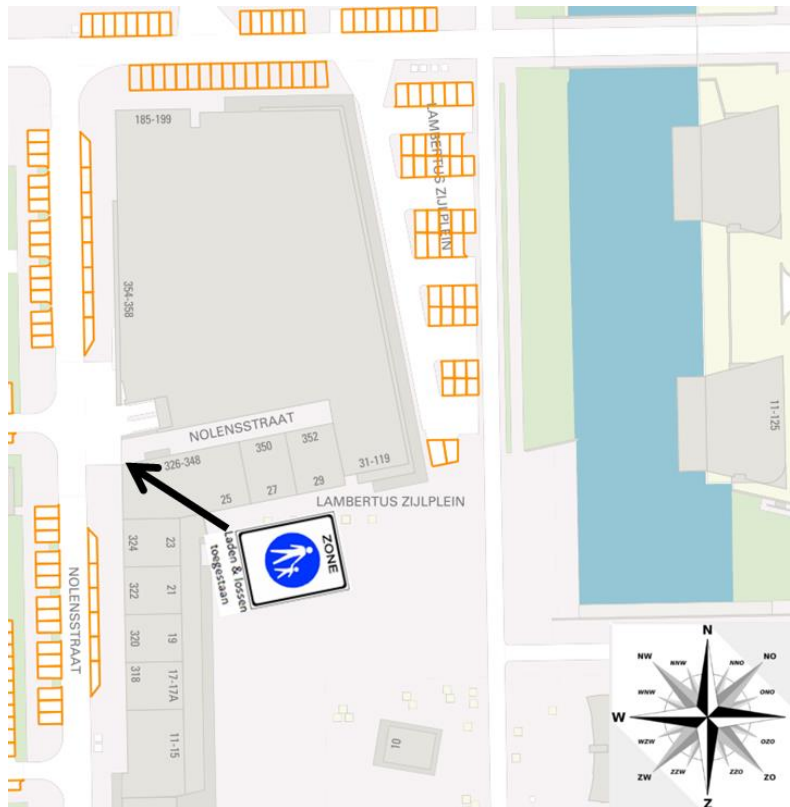 185-199
LAMBERTUS ZIJLPLEIN
354-358
11-125
NOLENSSTRAAT
326-348
350
352
31-119
25
27
29
LAMBERTUS ZIJLPLEIN
ZONE
Laden & lossen
toegestaan
324
23
322
21
NOLENSSTRAAT
320
19
318
17-17A
11-15
10
N
NNW
NNO
NW
NO
WNW
ONO
W
WZW
OZO
ZW
ZO
ZZW
ZZO
Z